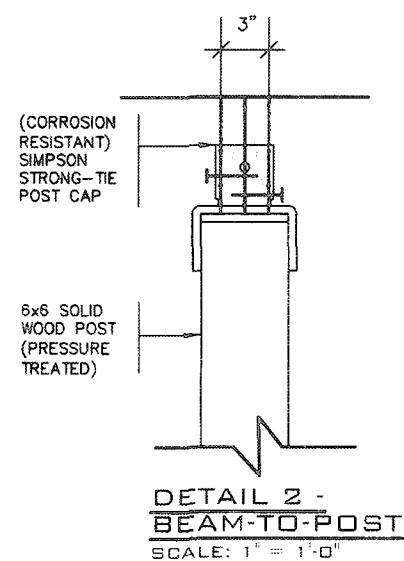 3"
(CORROSION
RESISTANT)
SIMPSON
STRONG-TIE
POST CAP
6x6 SOLID
WOOD POST
(PRESSURE
TREATED)
DETAIL 2 -
BEAM-TO-POST
SCALE: 1" = 1'-0"